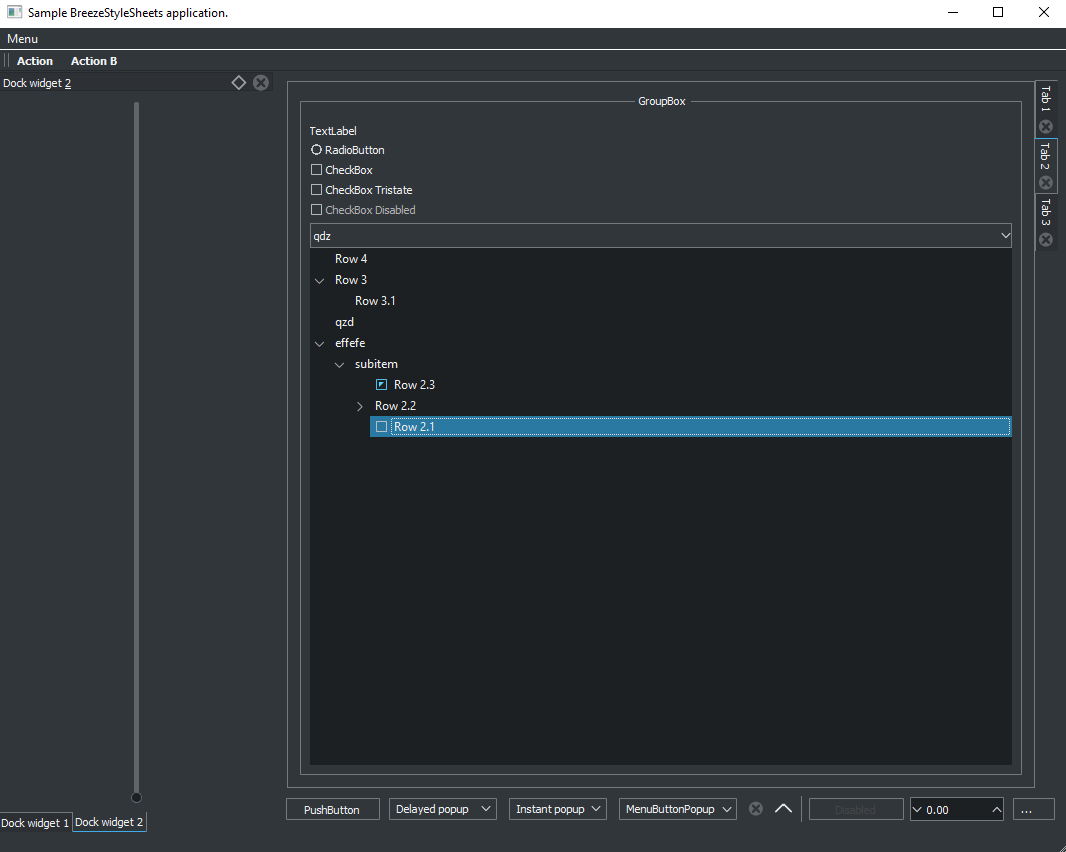 Sample BreezeStyleSheets application.
Menu
Action Action B
Dock widget 2
GroupBox
TextLabel
RadioButton
CheckBox
CheckBox Tristate
CheckBox Disabled
qdz
Row 4
Row 3
Row 3.1
qzd
effefe
subitem
Row 2.3
Row 2.2
Row 2.1
Tab 1
Tab 2
Tab 3
Dock widget 1 Dock widget 2
PushButton Delayed popup Instant popup MenuButtonPopup Disabled 0.00 ...